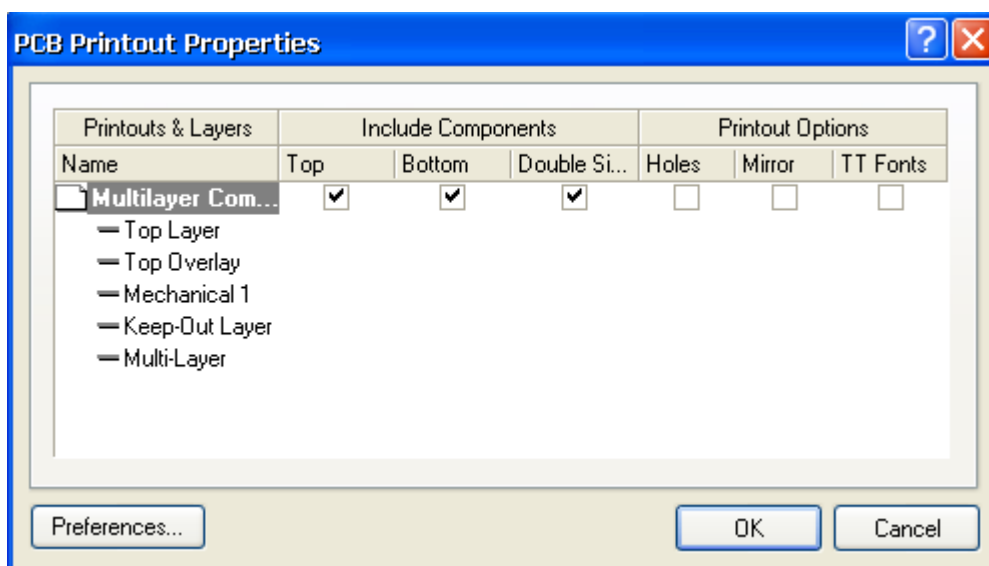 PCB Printout Properties
Printouts & Layers Include Components Printout Options
Name Top Bottom Double Si... Holes Mirror TT Fonts
Multilayer Com...
Top Layer
Top Overlay
Mechanical 1
Keep-Out Layer
Multi-Layer
Preferences... OK Cancel